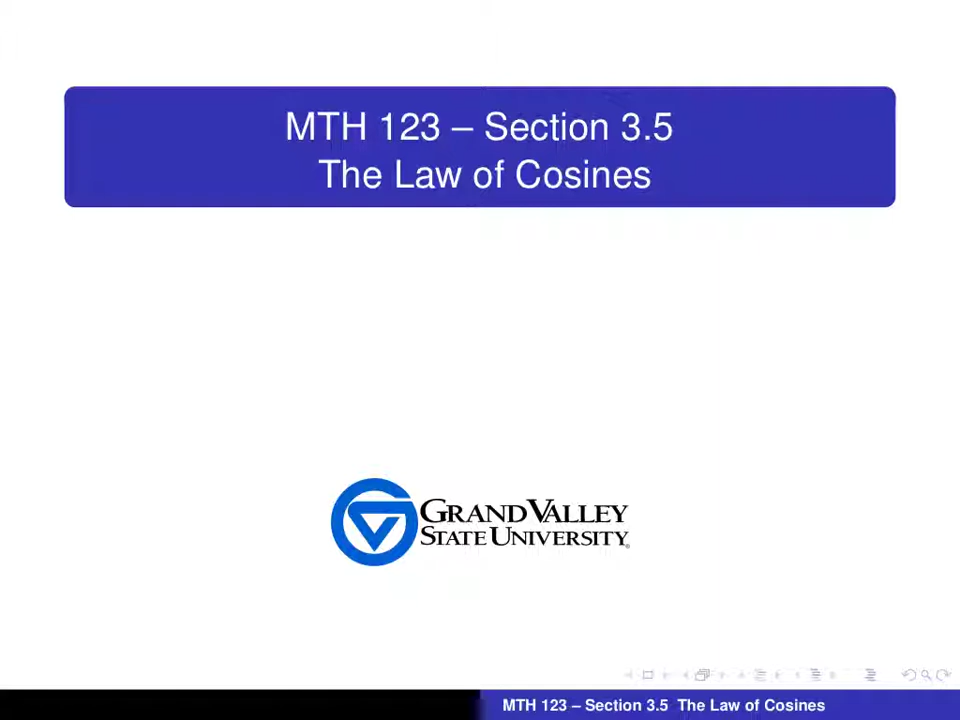 MTH 123 – Section 3.5
The Law of Cosines
GRAND VALLEY
STATE UNIVERSITY
MTH 123 – Section 3.5 The Law of Cosines